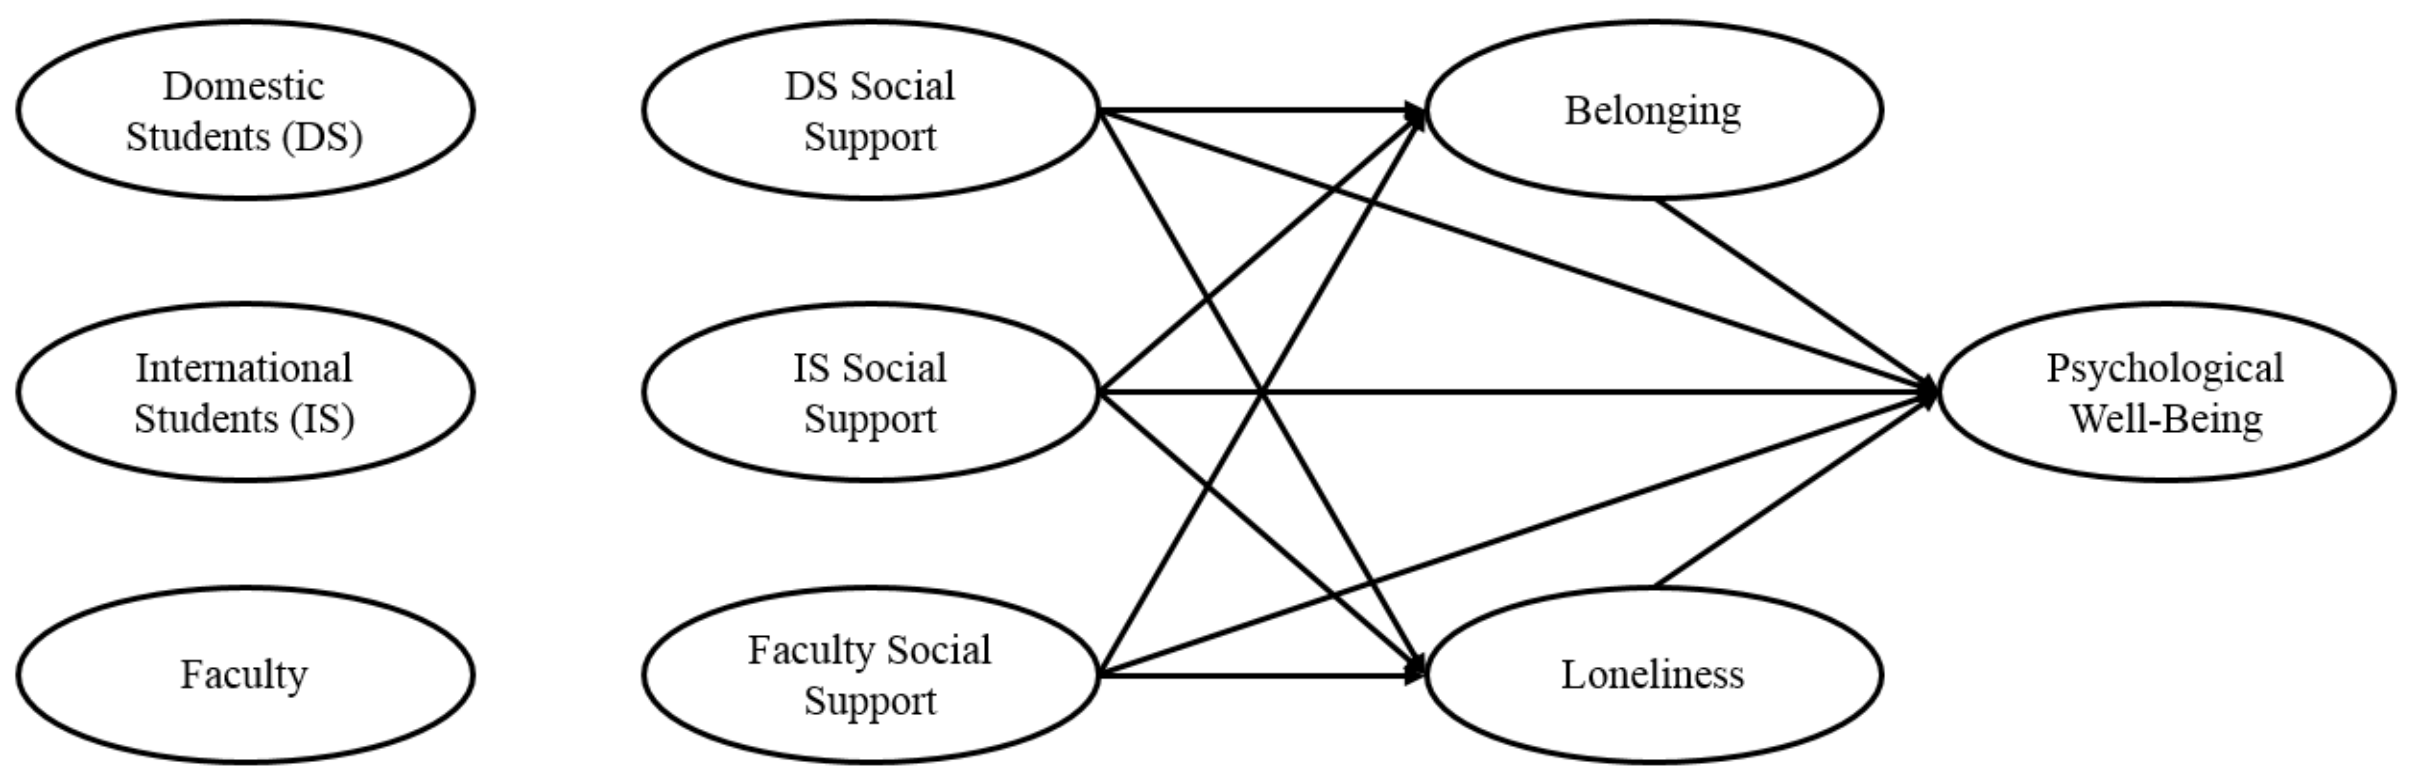 Domestic
Students (DS)
DS Social
Support
Belonging
International
Students (IS)
IS Social
Support
Psychological
Well-Being
Faculty
Faculty Social
Support
Loneliness